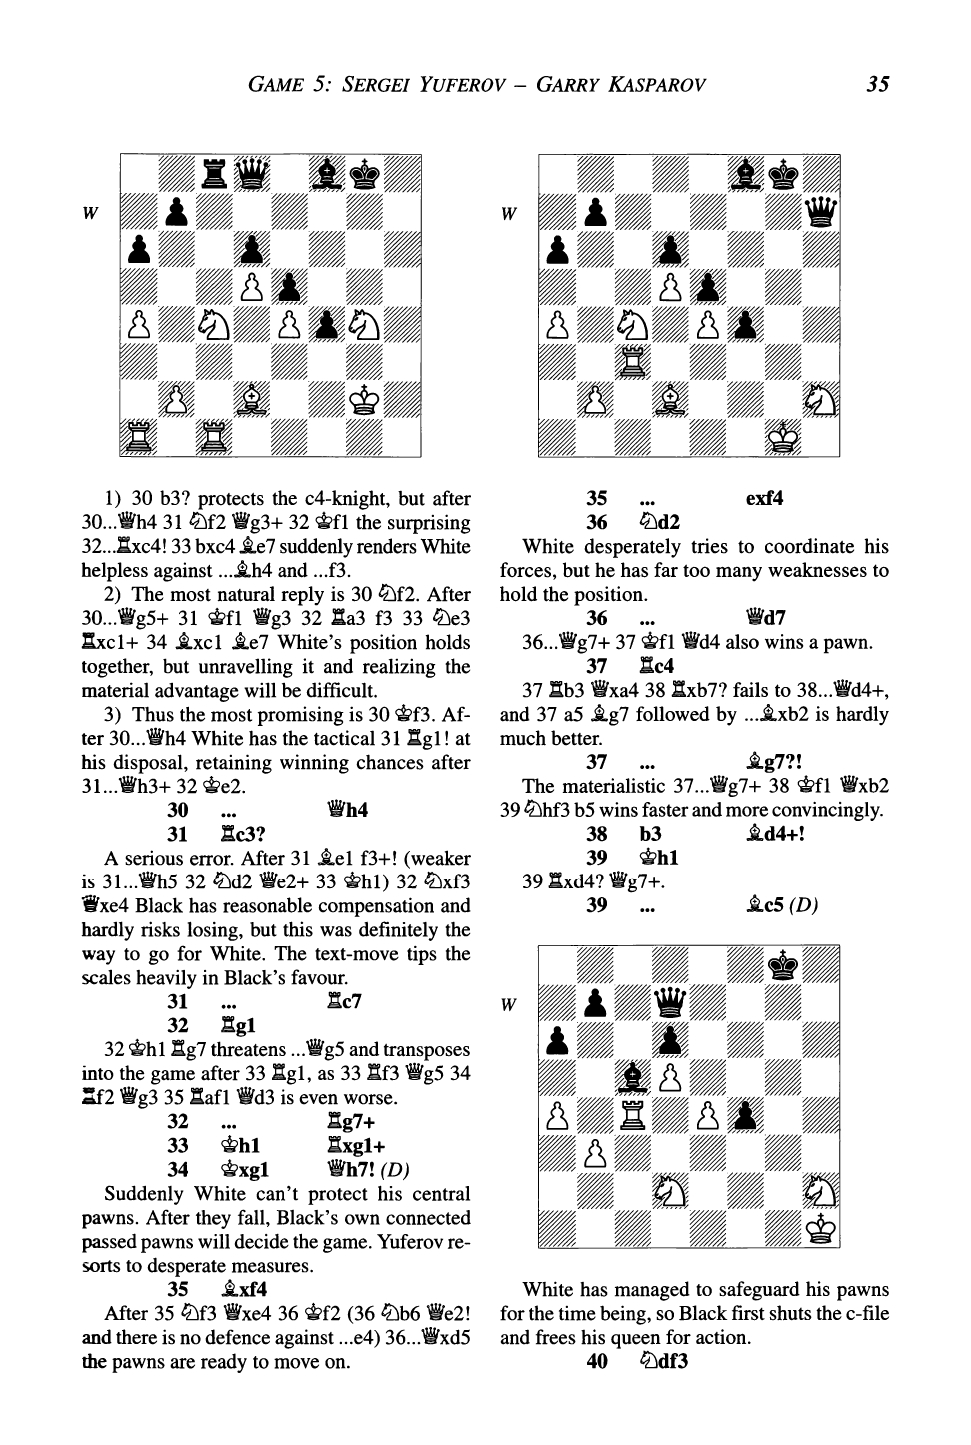 GAME 5: SERGEI YUFEROV – GARRY KASPAROV 35
W
1) 30 b3? protects the c4-knight, but after
30...♕h4 31 ♘f2 ♕g3+ 32 ♔f1 the surprising
32...♖xc4! 33 bxc4 ♗e7 suddenly renders White
helpless against ...♗h4 and ...f3.
2) The most natural reply is 30 ♘f2. After
30...♕g5+ 31 ♔f1 ♕g3 32 ♖a3 f3 33 ♘e3
♖xc1+ 34 ♗xc1 ♗e7 White's position holds
together, but unravelling it and realizing the
material advantage will be difficult.
3) Thus the most promising is 30 ♔f3. Af-
ter 30...♕h4 White has the tactical 31 ♖g1! at
his disposal, retaining winning chances after
31...♕h3+ 32 ♔e2.
30 ... ♕h4
31 ♖c3?
A serious error. After 31 ♗e1 f3+! (weaker
is 31...♕h5 32 ♘d2 ♕e2+ 33 ♔h1) 32 ♘xf3
♕xe4 Black has reasonable compensation and
hardly risks losing, but this was definitely the
way to go for White. The text-move tips the
scales heavily in Black's favour.
31 ... ♖c7
32 ♖g1
32 ♔h1 ♖g7 threatens ...♕g5 and transposes
into the game after 33 ♖g1, as 33 ♖f3 ♕g5 34
♖f2 ♕g3 35 ♖af1 ♕d3 is even worse.
32 ... ♖g7+
33 ♔h1 ♖xg1+
34 ♔xg1 ♕h7! (D)
Suddenly White can't protect his central
pawns. After they fall, Black's own connected
passed pawns will decide the game. Yuferov re-
sorts to desperate measures.
35 ♗xf4
After 35 ♘f3 ♕xe4 36 ♔f2 (36 ♘b6 ♕e2!
and there is no defence against ...e4) 36...♕xd5
the pawns are ready to move on.
W
35 ... exf4
36 ♘d2
White desperately tries to coordinate his
forces, but he has far too many weaknesses to
hold the position.
36 ... ♕d7
36...♕g7+ 37 ♔f1 ♕d4 also wins a pawn.
37 ♖c4
37 ♖b3 ♕xa4 38 ♖xb7? fails to 38...♕d4+,
and 37 a5 ♗g7 followed by ...♗xb2 is hardly
much better.
37 ... ♗g7?!
The materialistic 37...♕g7+ 38 ♔f1 ♕xb2
39 ♘hf3 b5 wins faster and more convincingly.
38 b3 ♗d4+!
39 ♔h1
39 ♖xd4? ♕g7+.
39 ... ♗c5 (D)
W
White has managed to safeguard his pawns
for the time being, so Black first shuts the c-file
and frees his queen for action.
40 ♘df3